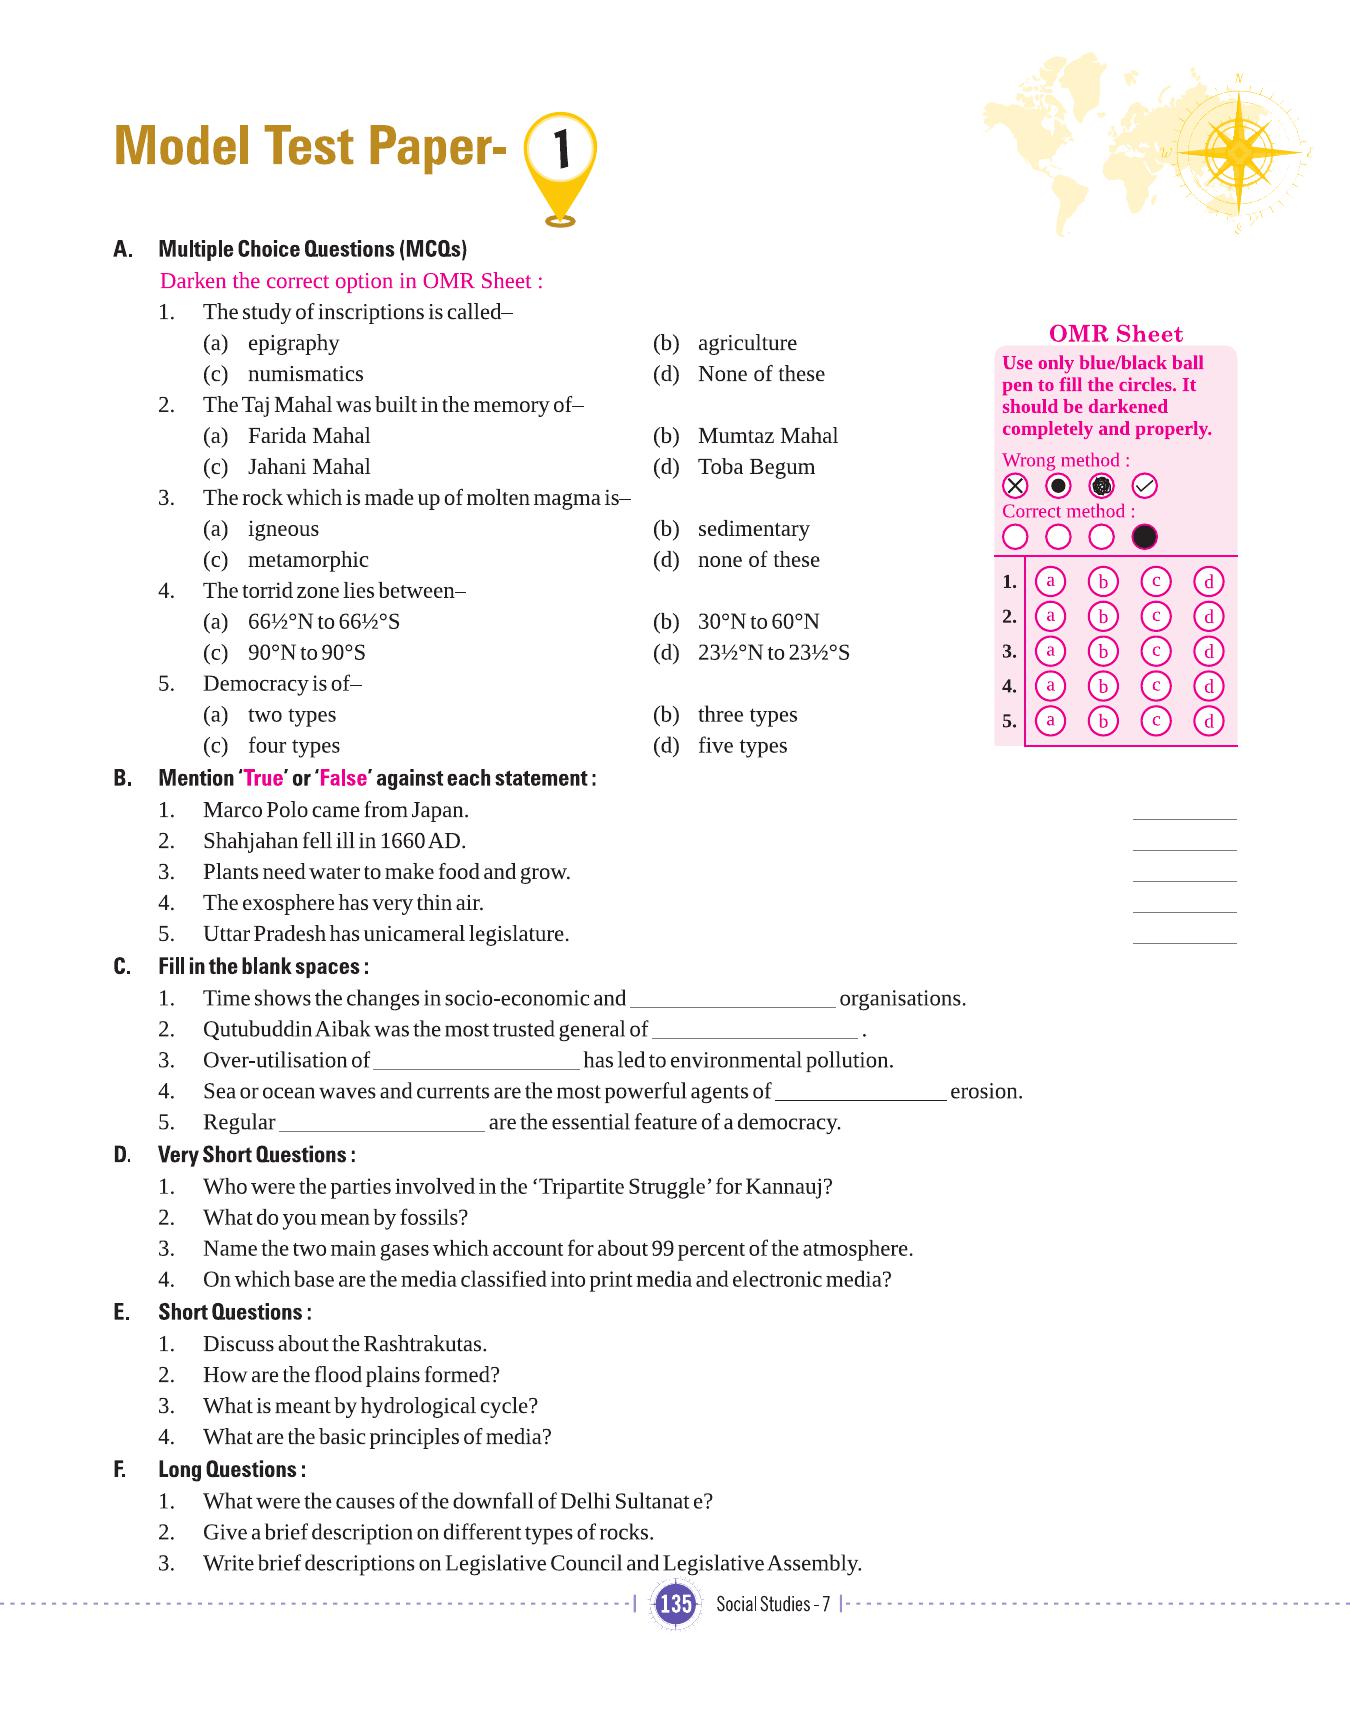 Model Test Paper- 1
A. Multiple Choice Questions (MCQs)
Darken the correct option in OMR Sheet :
1. The study of inscriptions is called–
(a) epigraphy (b) agriculture
(c) numismatics (d) None of these
2. The Taj Mahal was built in the memory of–
(a) Farida Mahal (b) Mumtaz Mahal
(c) Jahani Mahal (d) Toba Begum
3. The rock which is made up of molten magma is–
(a) igneous (b) sedimentary
(c) metamorphic (d) none of these
4. The torrid zone lies between–
(a) 66½°N to 66½°S (b) 30°N to 60°N
(c) 90°N to 90°S (d) 23½°N to 23½°S
5. Democracy is of–
(a) two types (b) three types
(c) four types (d) five types
N
W
OMR Sheet
Use only blue/black ball
pen to fill the circles. It
should be darkened
completely and properly.
Wrong method :
Correct method :
1. a b c d
2. a b c d
3. a b c d
4. a b c d
5. a b c d
B. Mention ‘True’ or ‘False’ against each statement :
1. Marco Polo came from Japan. __________
2. Shahjahan fell ill in 1660 AD. __________
3. Plants need water to make food and grow. __________
4. The exosphere has very thin air. __________
5. Uttar Pradesh has unicameral legislature. __________
C. Fill in the blank spaces :
1. Time shows the changes in socio-economic and ____________________ organisations.
2. Qutubuddin Aibak was the most trusted general of ____________________ .
3. Over-utilisation of ____________________ has led to environmental pollution.
4. Sea or ocean waves and currents are the most powerful agents of ________________ erosion.
5. Regular ____________________ are the essential feature of a democracy.
D. Very Short Questions :
1. Who were the parties involved in the ‘Tripartite Struggle’ for Kannauj?
2. What do you mean by fossils?
3. Name the two main gases which account for about 99 percent of the atmosphere.
4. On which base are the media classified into print media and electronic media?
E. Short Questions :
1. Discuss about the Rashtrakutas.
2. How are the flood plains formed?
3. What is meant by hydrological cycle?
4. What are the basic principles of media?
F. Long Questions :
1. What were the causes of the downfall of Delhi Sultanat e?
2. Give a brief description on different types of rocks.
3. Write brief descriptions on Legislative Council and Legislative Assembly.
135 Social Studies - 7